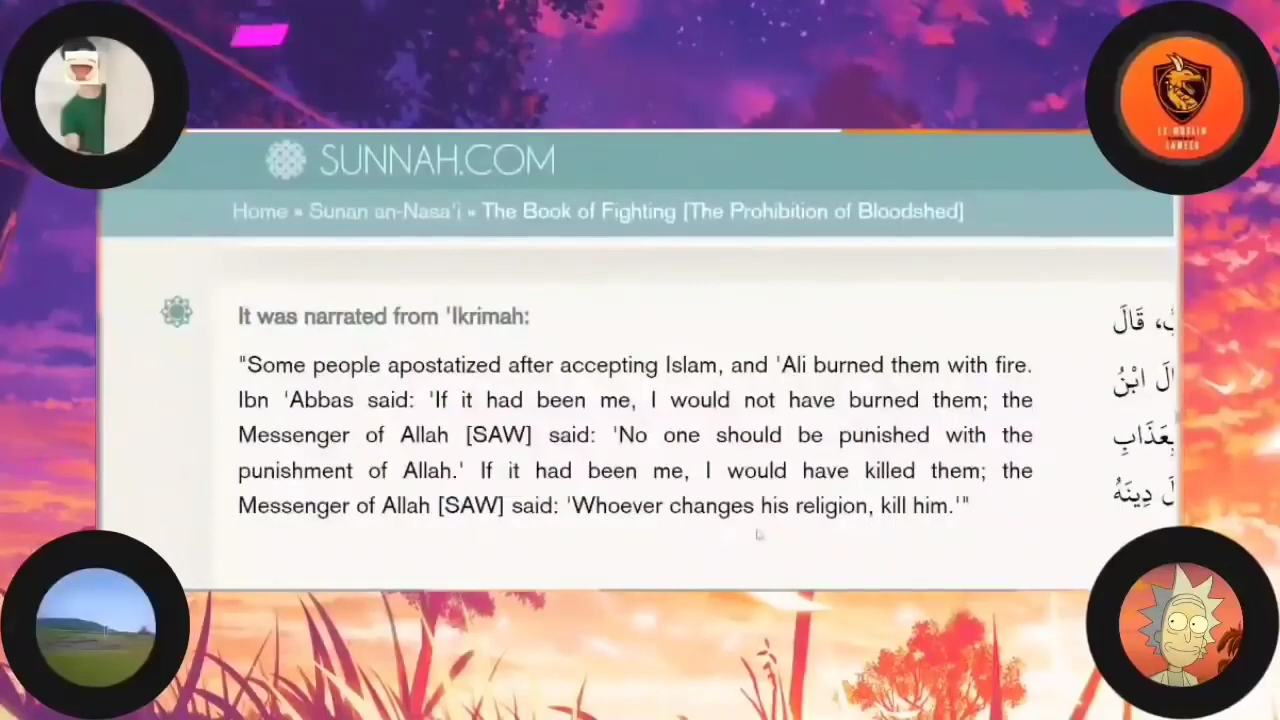 SUNNAH.COM
Home » Sunan an-Nasa'i » The Book of Fighting [The Prohibition of Bloodshed]
It was narrated from 'Ikrimah:
"Some people apostatized after accepting Islam, and 'Ali burned them with fire.
Ibn 'Abbas said: 'If it had been me, I would not have burned them; the
Messenger of Allah [SAW] said: 'No one should be punished with the
punishment of Allah.' If it had been me, I would have killed them; the
Messenger of Allah [SAW] said: 'Whoever changes his religion, kill him.'"
قَالَ
ابْنُ
بِعَذَابِ
دِينَهُ